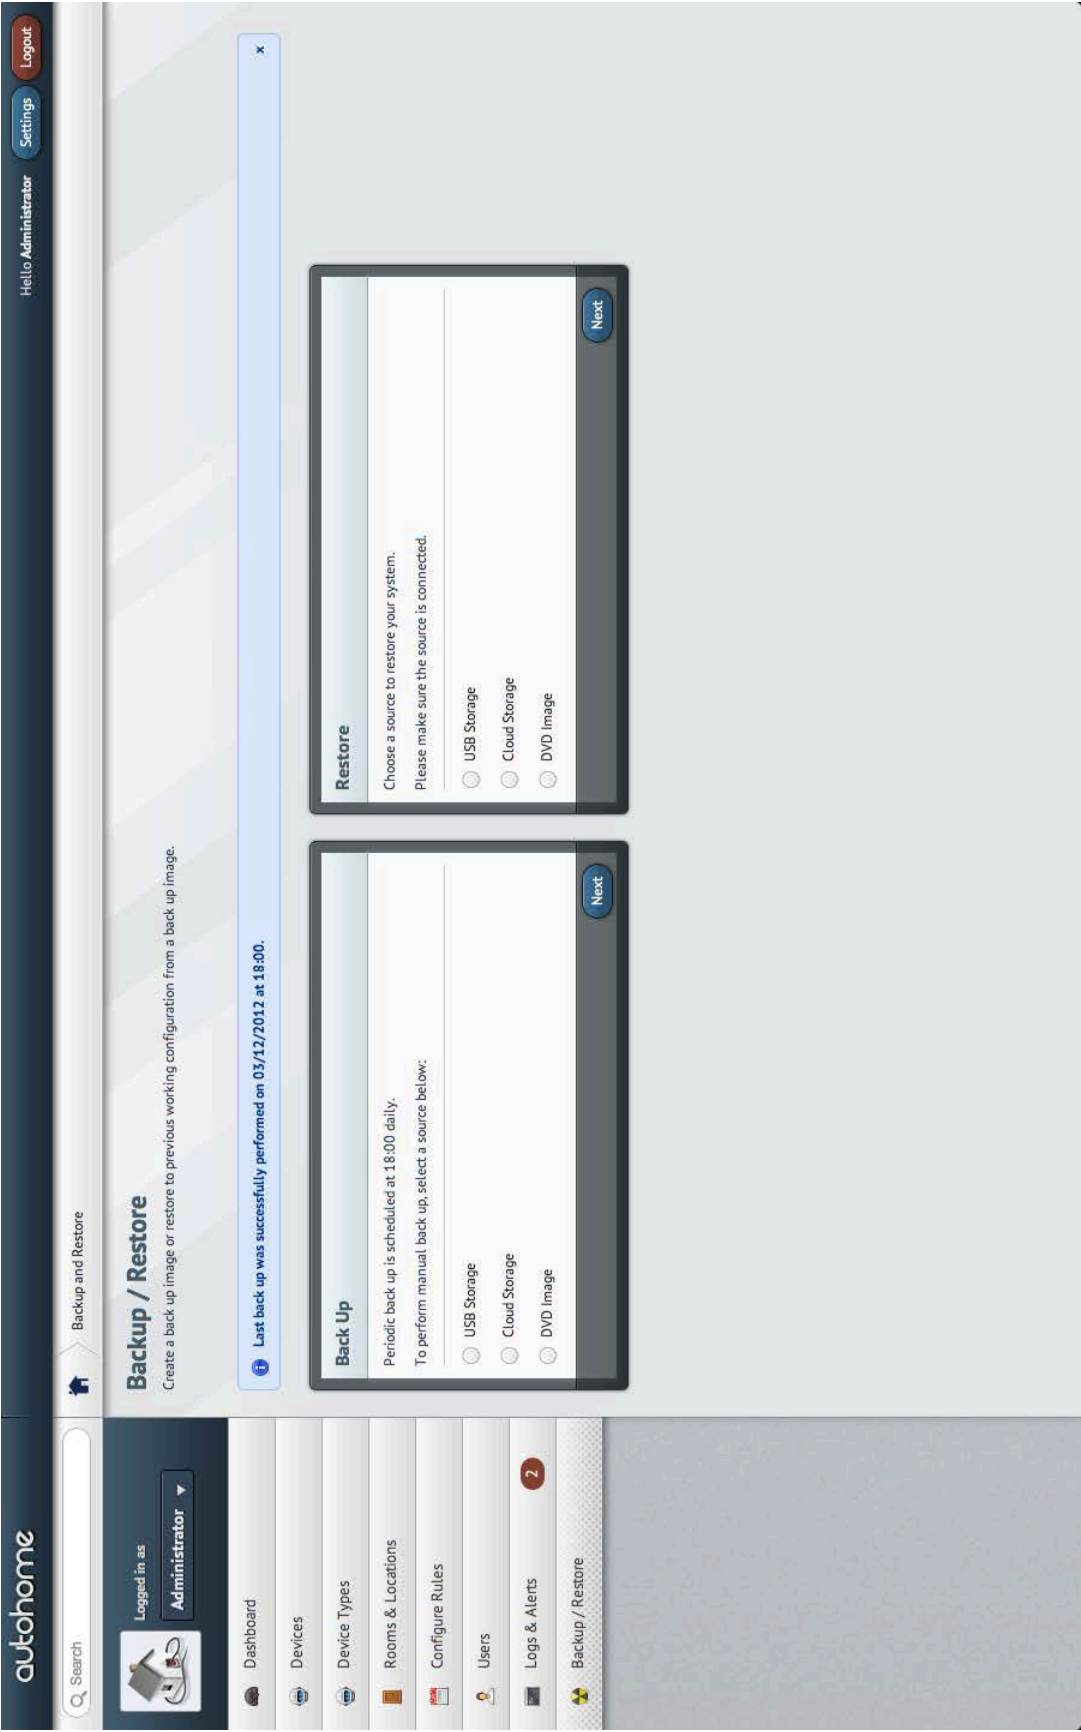 autohome
Hello Administrator
Settings
Logout
Search
Backup and Restore
Logged in as
Administrator
Dashboard
Devices
Device Types
Rooms & Locations
Configure Rules
Users
Logs & Alerts
2
Backup / Restore
Backup / Restore
Create a back up image or restore to previous working configuration from a back up image.
Last back up was successfully performed on 03/12/2012 at 18:00.
x
Back Up
Periodic back up is scheduled at 18:00 daily.
To perform manual back up, select a source below:
USB Storage
Cloud Storage
DVD Image
Next
Restore
Choose a source to restore your system.
Please make sure the source is connected.
USB Storage
Cloud Storage
DVD Image
Next